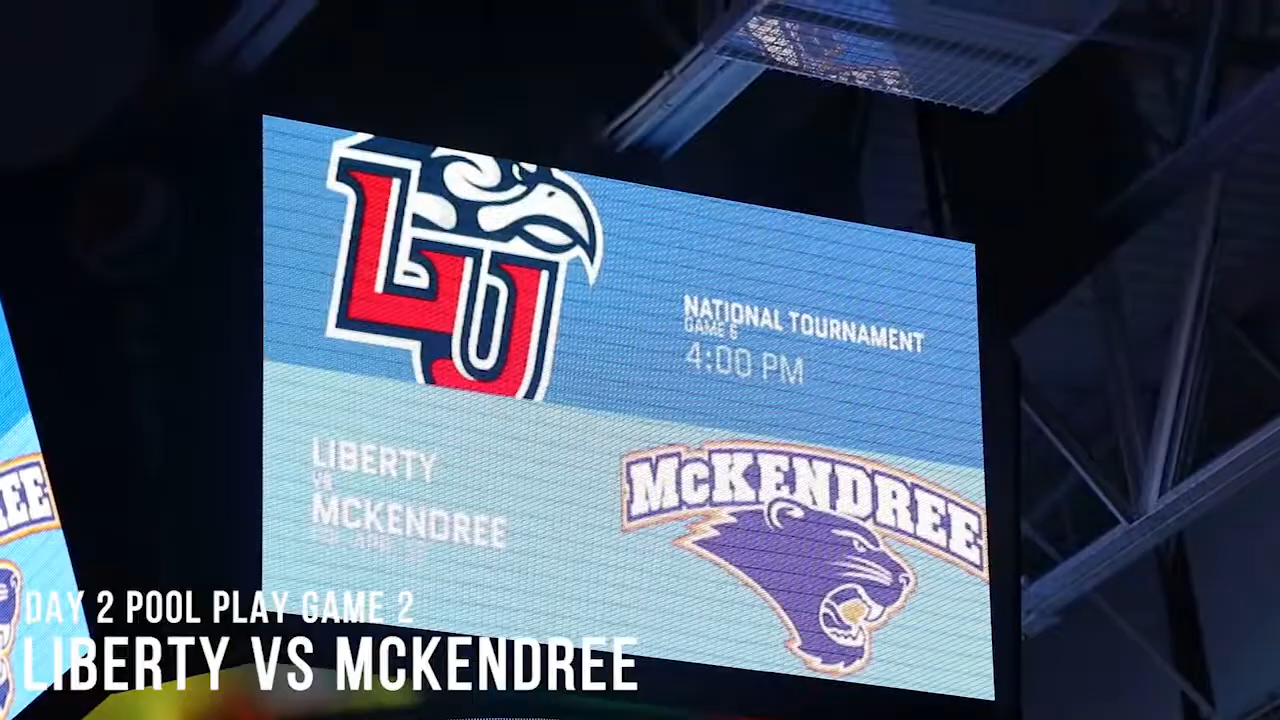 LU
NATIONAL TOURNAMENT
GAME 6
4:00 PM
LIBERTY
VS
MCKENDREE
McKENDREE
EE
DAY 2 POOL PLAY GAME 2
LIBERTY VS MCKENDREE